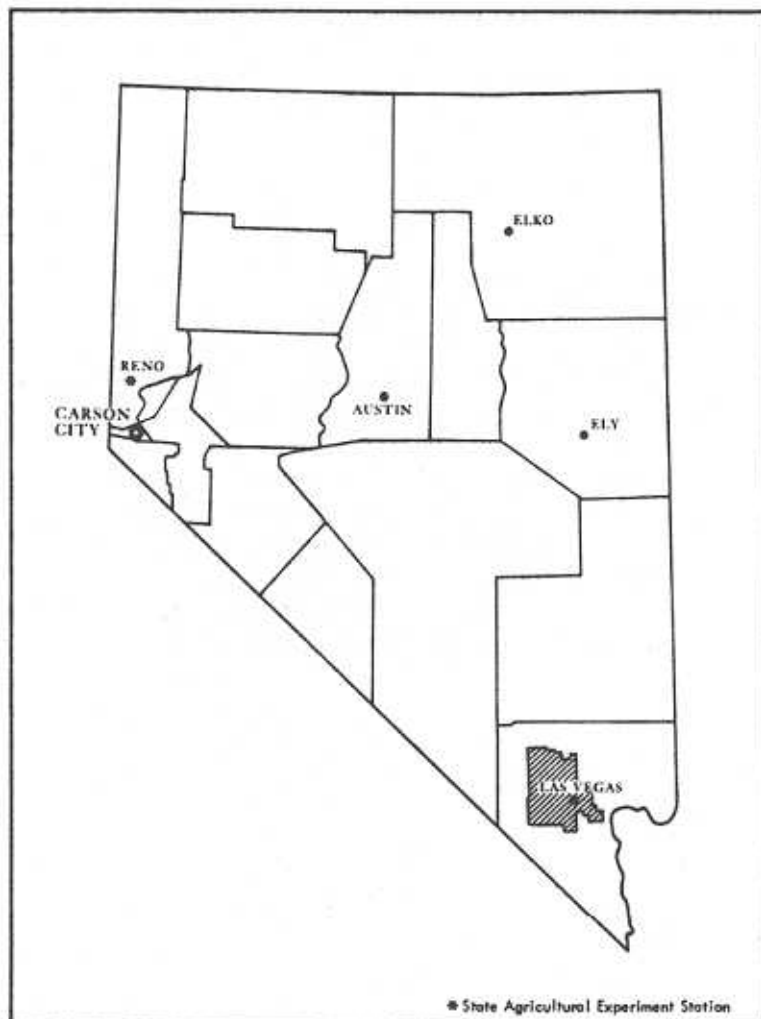 ELKO
RENO
AUSTIN
CARSON
CITY
ELY
LAS VEGAS
* State Agricultural Experiment Station